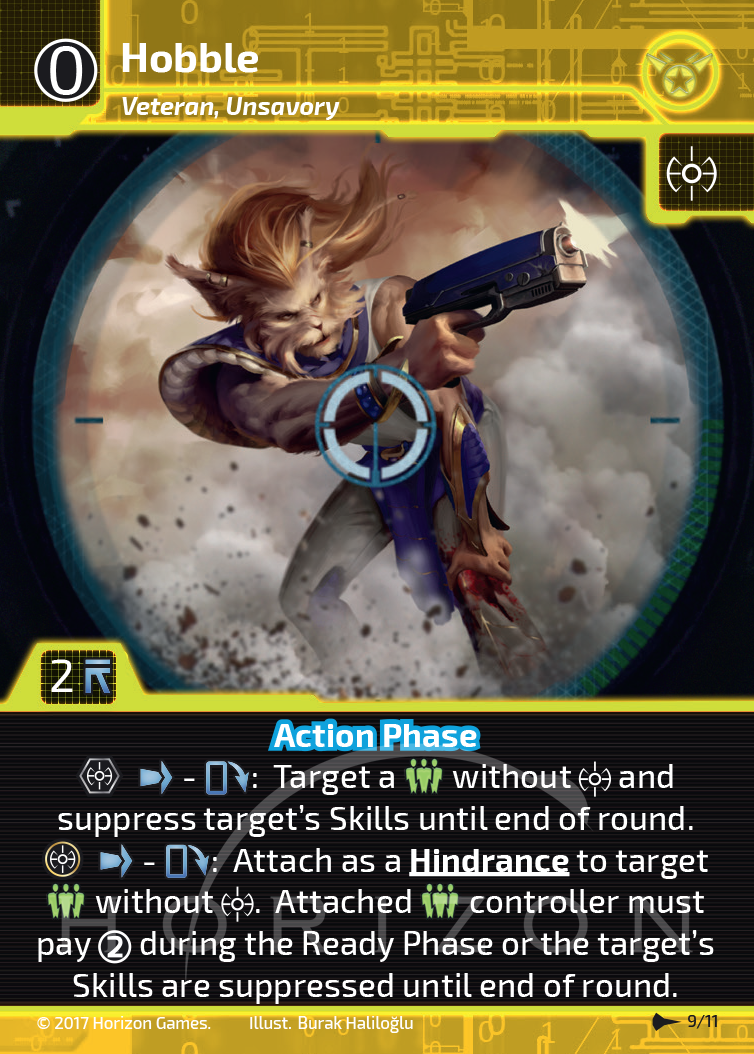 0
Hobble
Veteran, Unsavory
2
Action Phase
- : Target a without and
suppress target's Skills until end of round.
- : Attach as a Hindrance to target
without . Attached controller must
pay 2 during the Ready Phase or the target's
Skills are suppressed until end of round.
HORIZON
© 2017 Horizon Games. Illust. Burak Haliloğlu 9/11